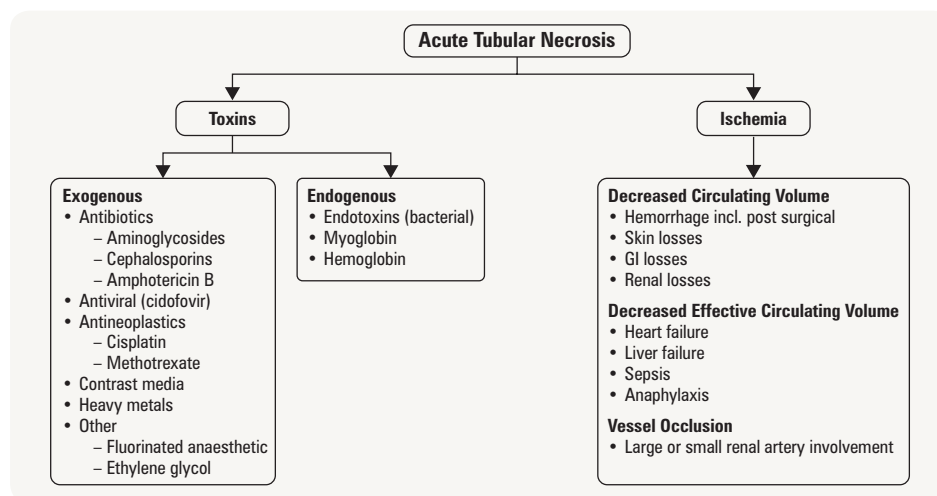 Acute Tubular Necrosis
Toxins
Ischemia
Exogenous
• Antibiotics
– Aminoglycosides
– Cephalosporins
– Amphotericin B
• Antiviral (cidofovir)
• Antineoplastics
– Cisplatin
– Methotrexate
• Contrast media
• Heavy metals
• Other
– Fluorinated anaesthetic
– Ethylene glycol
Endogenous
• Endotoxins (bacterial)
• Myoglobin
• Hemoglobin
Decreased Circulating Volume
• Hemorrhage incl. post surgical
• Skin losses
• GI losses
• Renal losses
Decreased Effective Circulating Volume
• Heart failure
• Liver failure
• Sepsis
• Anaphylaxis
Vessel Occlusion
• Large or small renal artery involvement